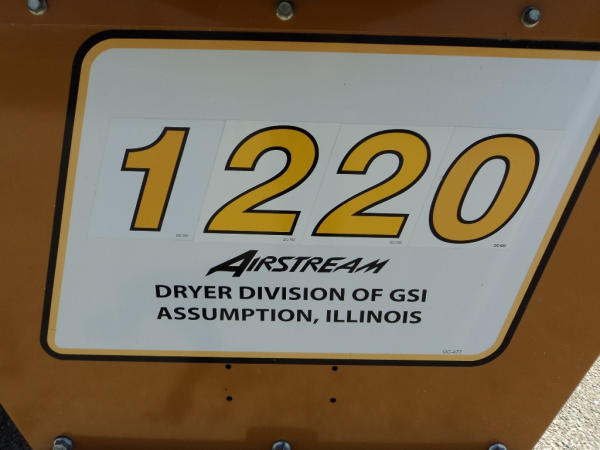 1220
AIRSTREAM
DRYER DIVISION OF GSI
ASSUMPTION, ILLINOIS